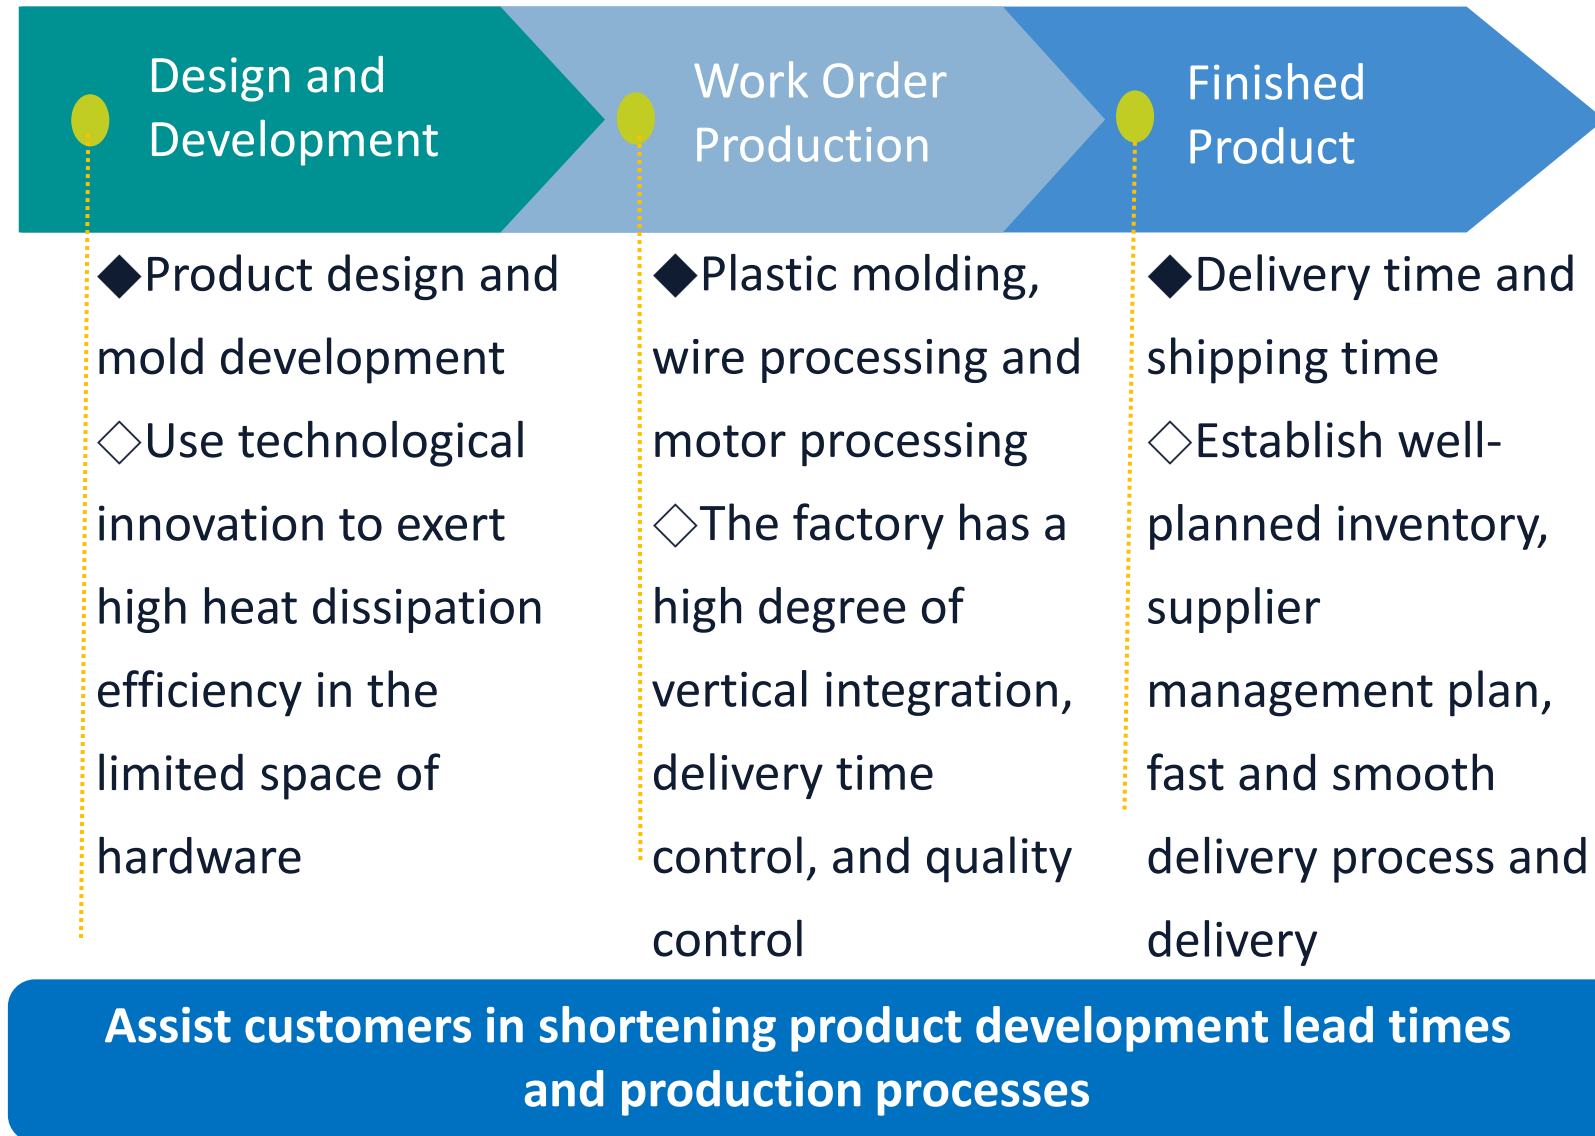 Design and
Development
Work Order
Production
Finished
Product
◆Product design and
mold development
◇Use technological
innovation to exert
high heat dissipation
efficiency in the
limited space of
hardware
◆Plastic molding,
wire processing and
motor processing
◇The factory has a
high degree of
vertical integration,
delivery time
control, and quality
control
◆Delivery time and
shipping time
◇Establish well-
planned inventory,
supplier
management plan,
fast and smooth
delivery process and
delivery
Assist customers in shortening product development lead times
and production processes